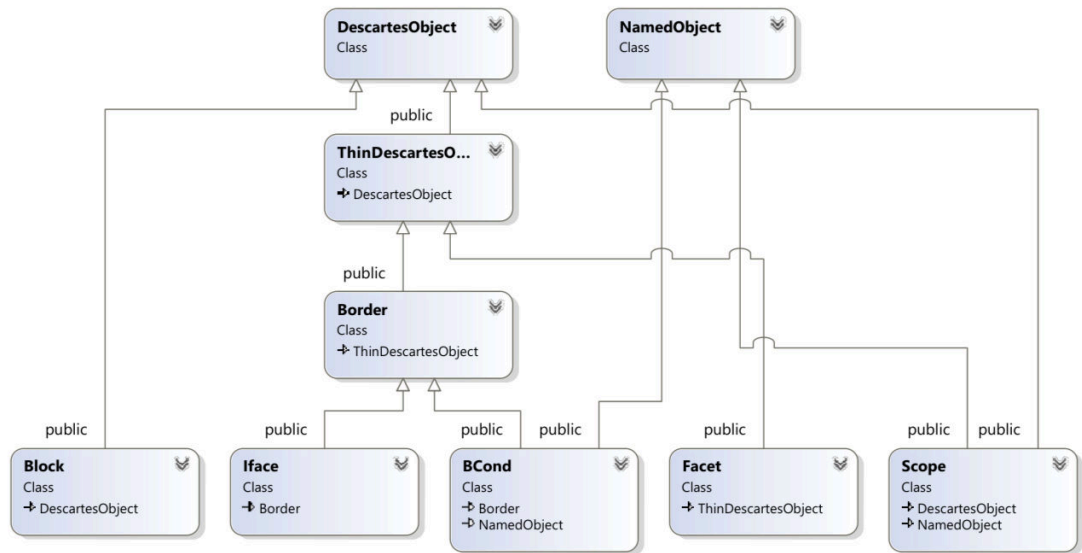 DescartesObject
Class
NamedObject
Class
public
ThinDescartesO...
Class
DescartesObject
public
Border
Class
ThinDescartesObject
public
public
public
public
public
public
public
Block
Class
DescartesObject
Iface
Class
Border
BCond
Class
Border
NamedObject
Facet
Class
ThinDescartesObject
Scope
Class
DescartesObject
NamedObject